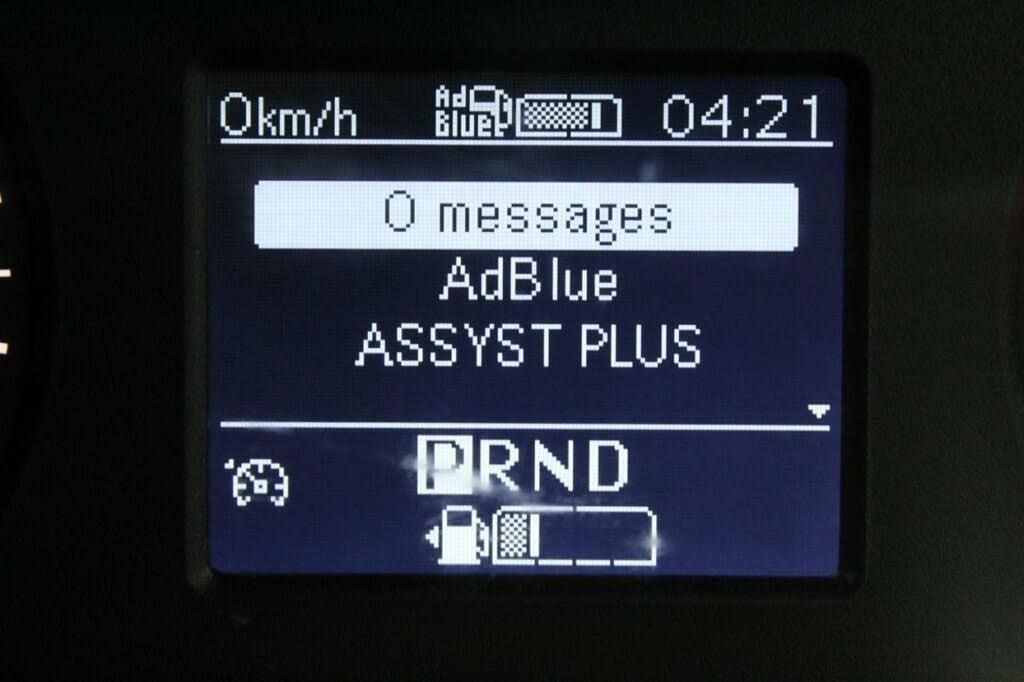 0km/h Ad Blue 04:21
0 messages
AdBlue
ASSYST PLUS
PRND